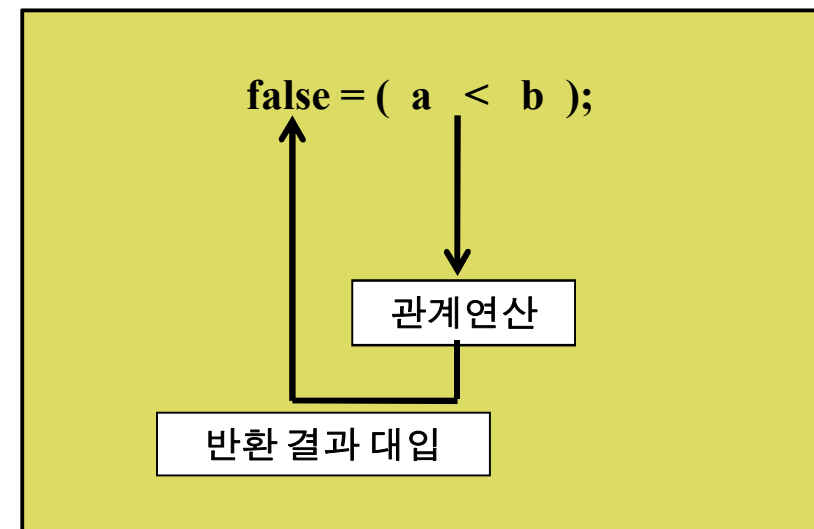 false = ( a < b );
관계연산
반환 결과 대입